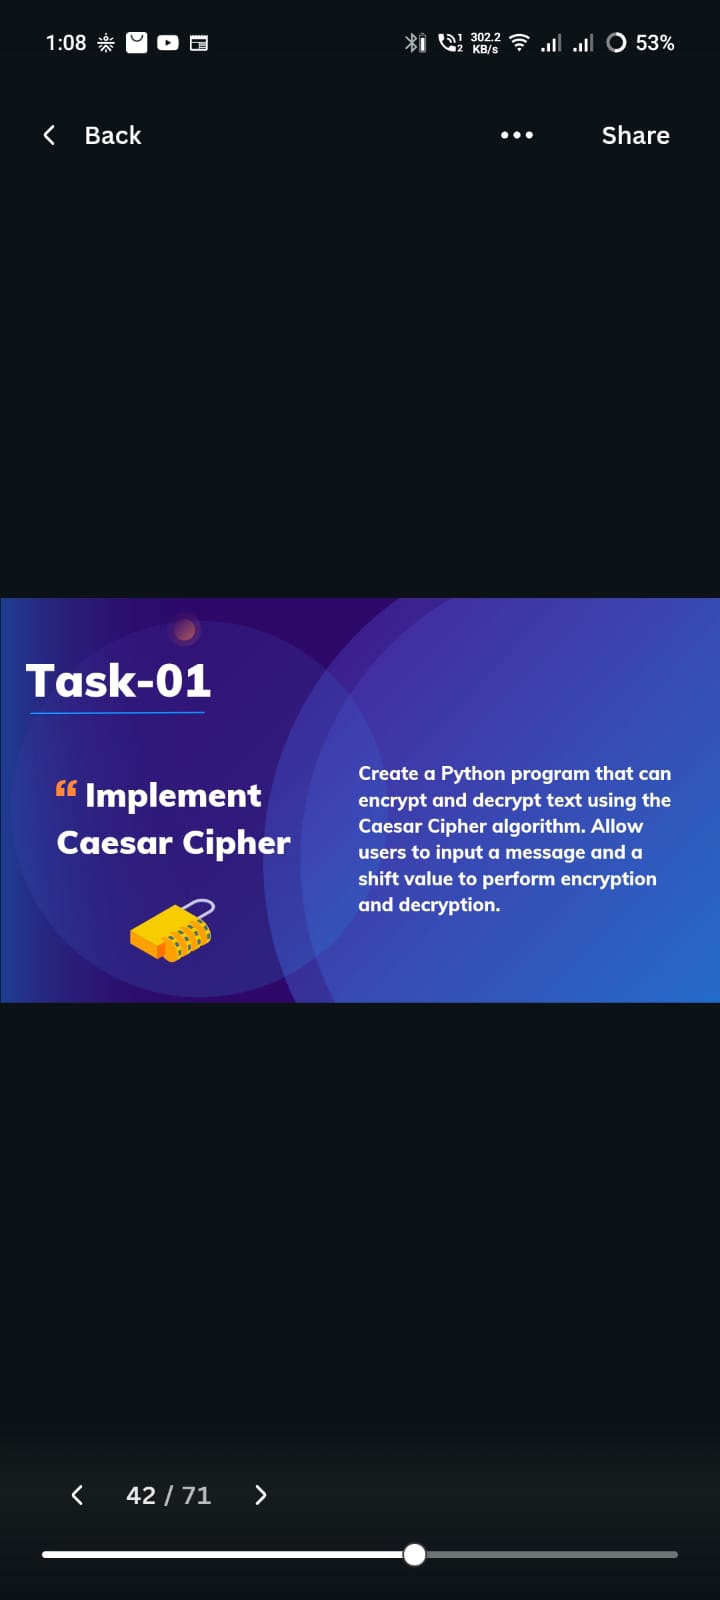 1:08
1
2
302.2
KB/s
53%
Back
Share
Task-01
“ Implement
Caesar Cipher
Create a Python program that can
encrypt and decrypt text using the
Caesar Cipher algorithm. Allow
users to input a message and a
shift value to perform encryption
and decryption.
42 / 71